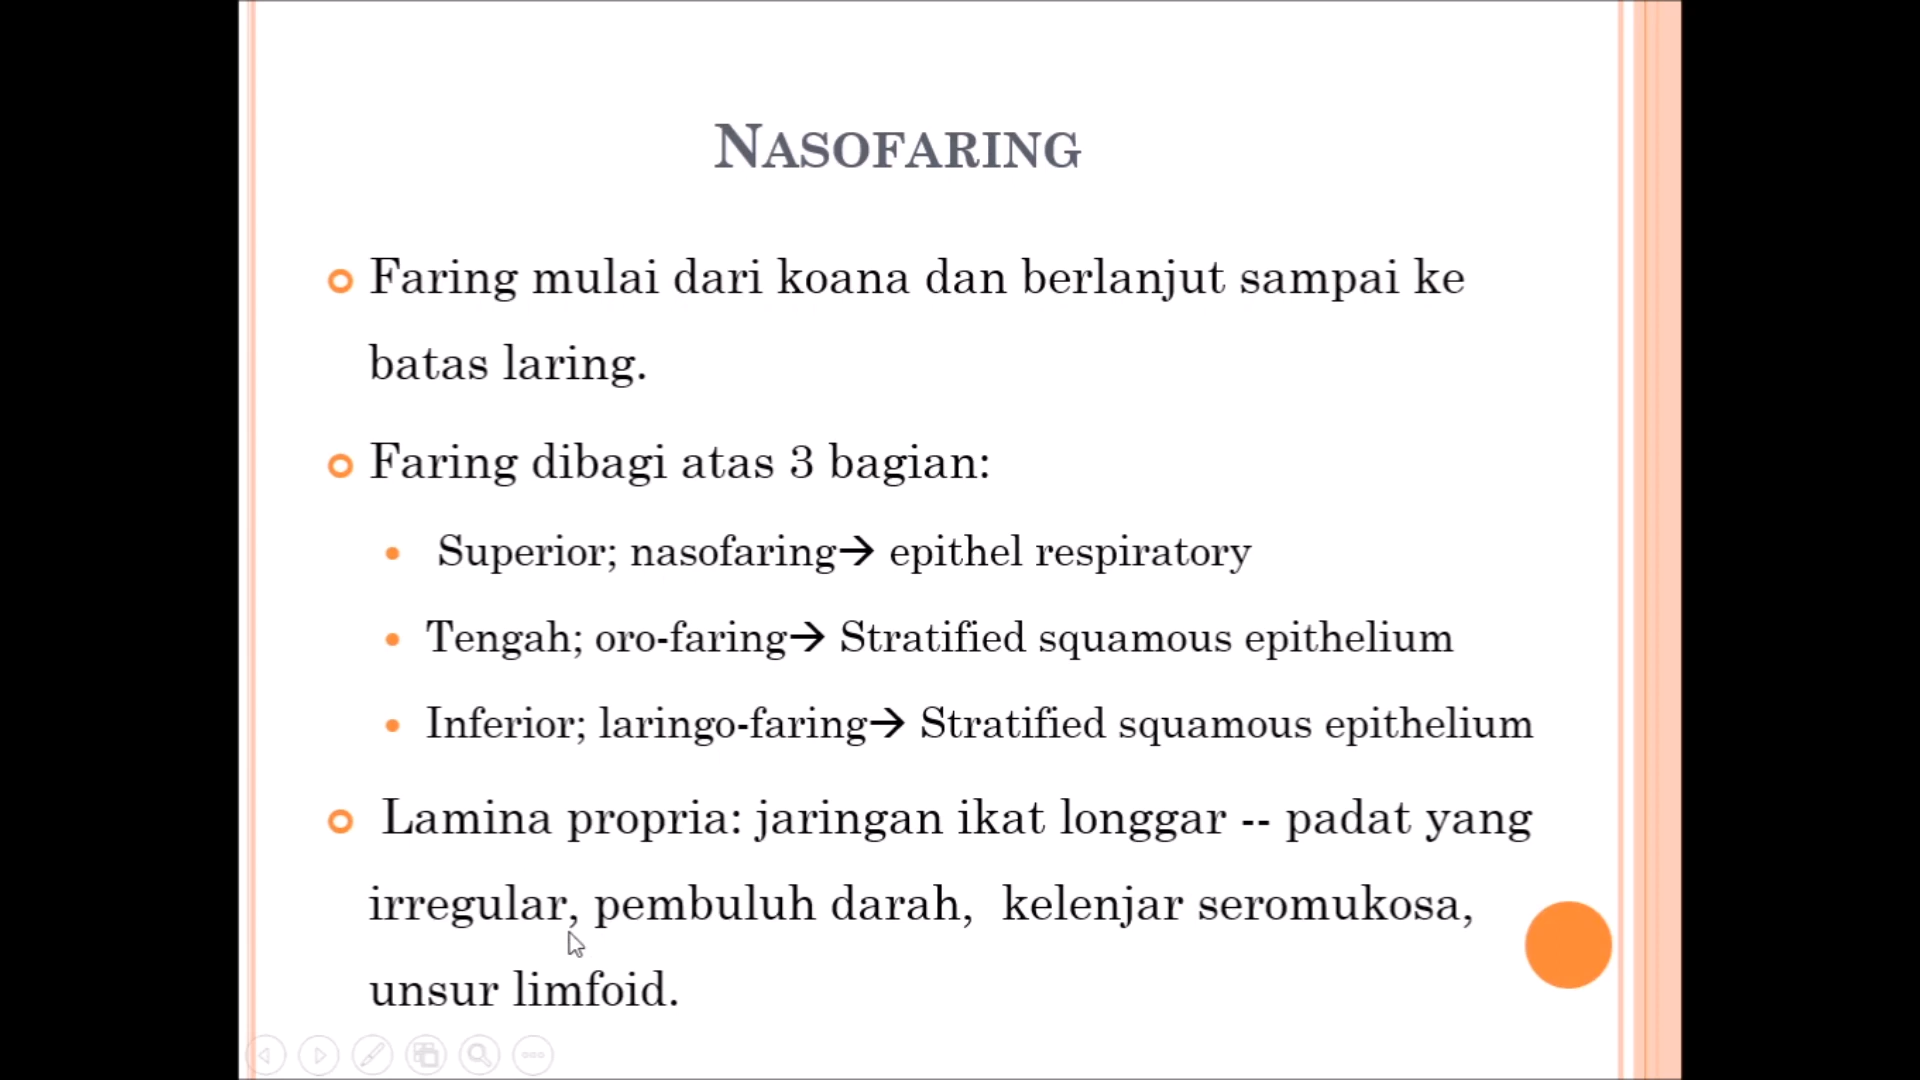 NASOFARING
Faring mulai dari koana dan berlanjut sampai ke
batas laring.
Faring dibagi atas 3 bagian:
Superior; nasofaring→ epithel respiratory
Tengah; oro-faring→ Stratified squamous epithelium
Inferior; laringo-faring→ Stratified squamous epithelium
Lamina propria: jaringan ikat longgar -- padat yang
irregular, pembuluh darah, kelenjar seromukosa,
unsur limfoid.